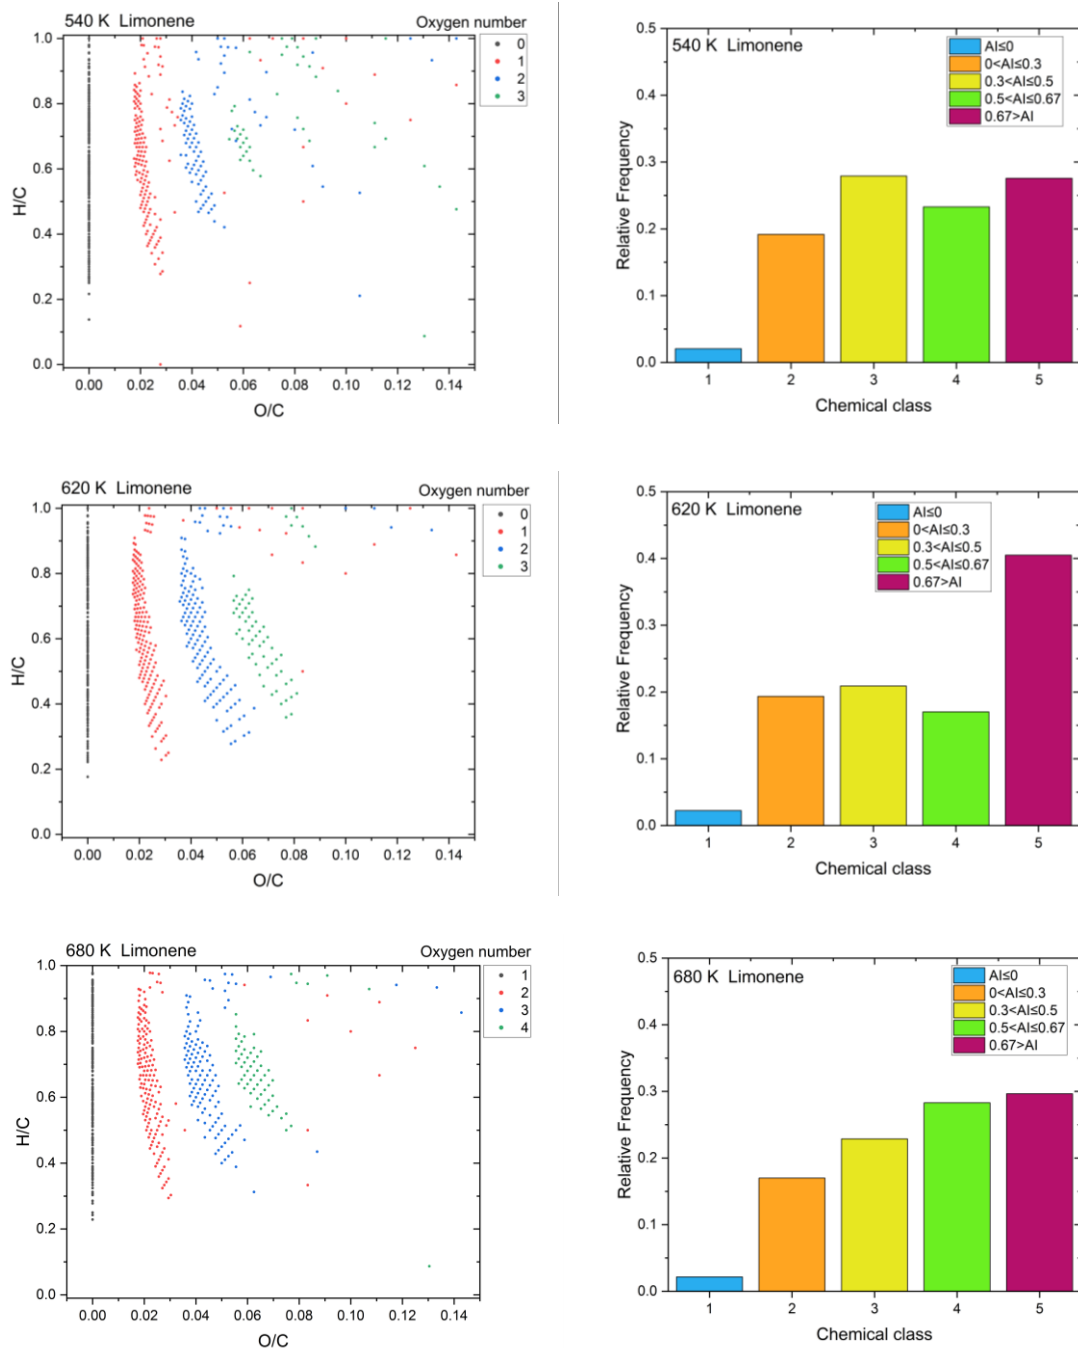 540 K Limonene
Oxygen number
0
1
2
3
1.0
0.8
0.6
0.4
0.2
0.0
H/C
0.00 0.02 0.04 0.06 0.08 0.10 0.12 0.14
O/C
540 K Limonene
AI≤0
0<AI≤0.3
0.3<AI≤0.5
0.5<AI≤0.67
0.67>AI
0.5
0.4
0.3
0.2
0.1
0.0
Relative Frequency
1 2 3 4 5
Chemical class
620 K Limonene
Oxygen number
0
1
2
3
1.0
0.8
0.6
0.4
0.2
0.0
H/C
0.00 0.02 0.04 0.06 0.08 0.10 0.12 0.14
O/C
620 K Limonene
AI≤0
0<AI≤0.3
0.3<AI≤0.5
0.5<AI≤0.67
0.67>AI
0.5
0.4
0.3
0.2
0.1
0.0
Relative Frequency
1 2 3 4 5
Chemical class
680 K Limonene
Oxygen number
1
2
3
4
1.0
0.8
0.6
0.4
0.2
0.0
H/C
0.00 0.02 0.04 0.06 0.08 0.10 0.12 0.14
O/C
680 K Limonene
AI≤0
0<AI≤0.3
0.3<AI≤0.5
0.5<AI≤0.67
0.67>AI
0.5
0.4
0.3
0.2
0.1
0.0
Relative Frequency
1 2 3 4 5
Chemical class